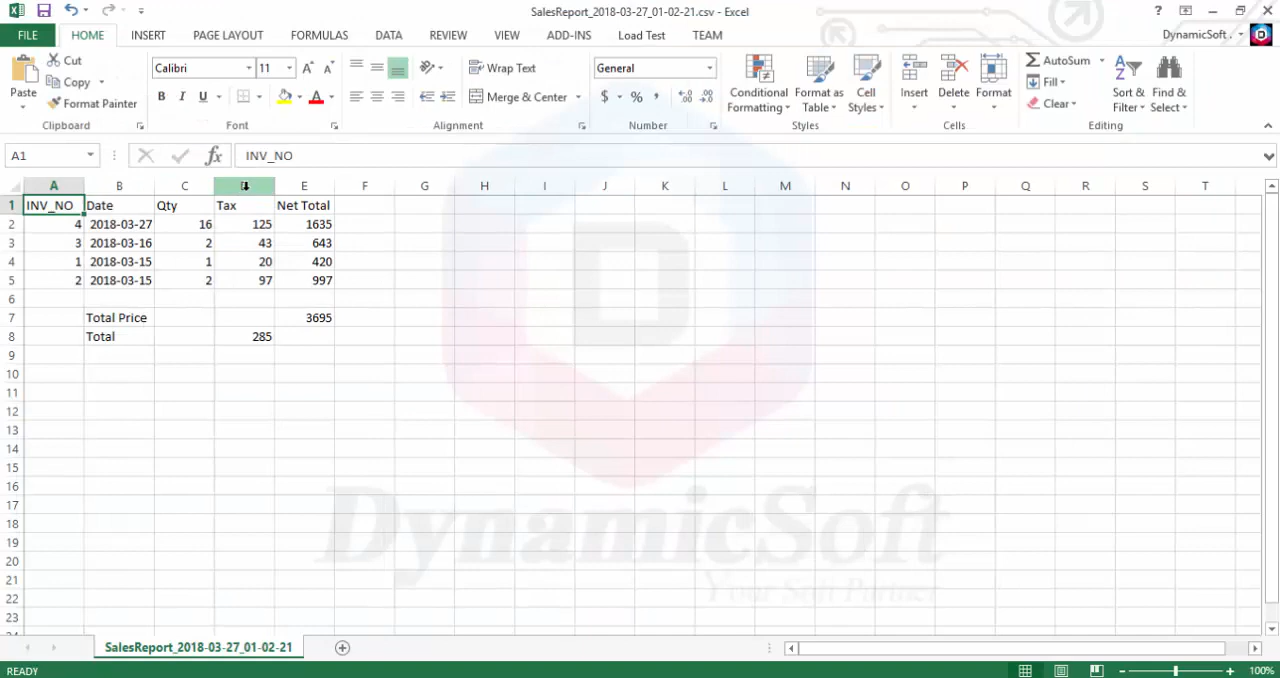 SalesReport_2018-03-27_01-02-21.csv - Excel
?
FILE HOME INSERT PAGE LAYOUT FORMULAS DATA REVIEW VIEW ADD-INS Load Test TEAM DynamicSoft .
Paste
Cut
Copy
Format Painter
Clipboard
Calibri 11
B I U A
Font
Wrap Text
Merge & Center
Alignment
General
$ % ,
Number
Conditional Formatting
Format as Table
Cell Styles
Styles
Insert Delete Format
Cells
AutoSum
Fill
Clear
Sort & Filter
Find & Select
Editing
A1 fx INV_NO
A B C E F G H I J K L M N O P Q R S T
1 INV_NO Date Qty Tax Net Total
2 4 2018-03-27 16 125 1635
3 3 2018-03-16 2 43 643
4 1 2018-03-15 1 20 420
5 2 2018-03-15 2 97 997
6
7 Total Price 3695
8 Total 285
9
10
11
12
13
14
15
16
17
18
19
20
21
22
23
DynamicSoft
Your Soft Partner
SalesReport_2018-03-27_01-02-21
READY 100%